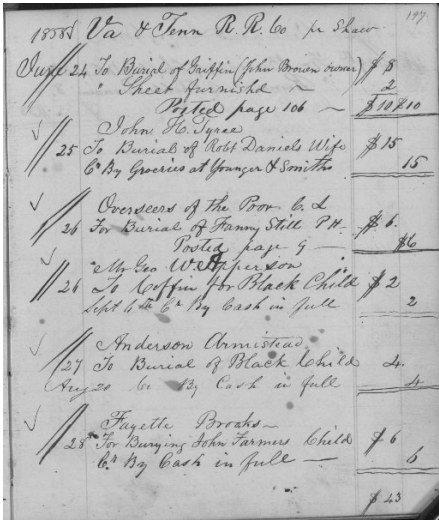 197
1858 Va & Tenn R. R. Co pr Shaw
June 24 To Burial of Griffin (John Brown owner) $ 8
" Sheet furnishd 2
Posted page 106 — $10 $10
John H. Tyree
25 To Burial of Robt Daniels Wife $15
Cr By Groceries at Younger & Smiths 15
Overseers of the Poor C. L
26 For Burial of Fanny Still P H. $ 6.
Posted page 9 — $6
Mr Geo W. Apperson
26 To Coffin for Black Child $ 2
Sept 6th Cr By Cash in full 2
Anderson Armistead
27 To Burial of Black Child 4
Aug 20 Cr By Cash in full 4
Fayette Brooks —
28 For Burying John Farmers Child $ 6
Cr By Cash in full — 6
$ 43